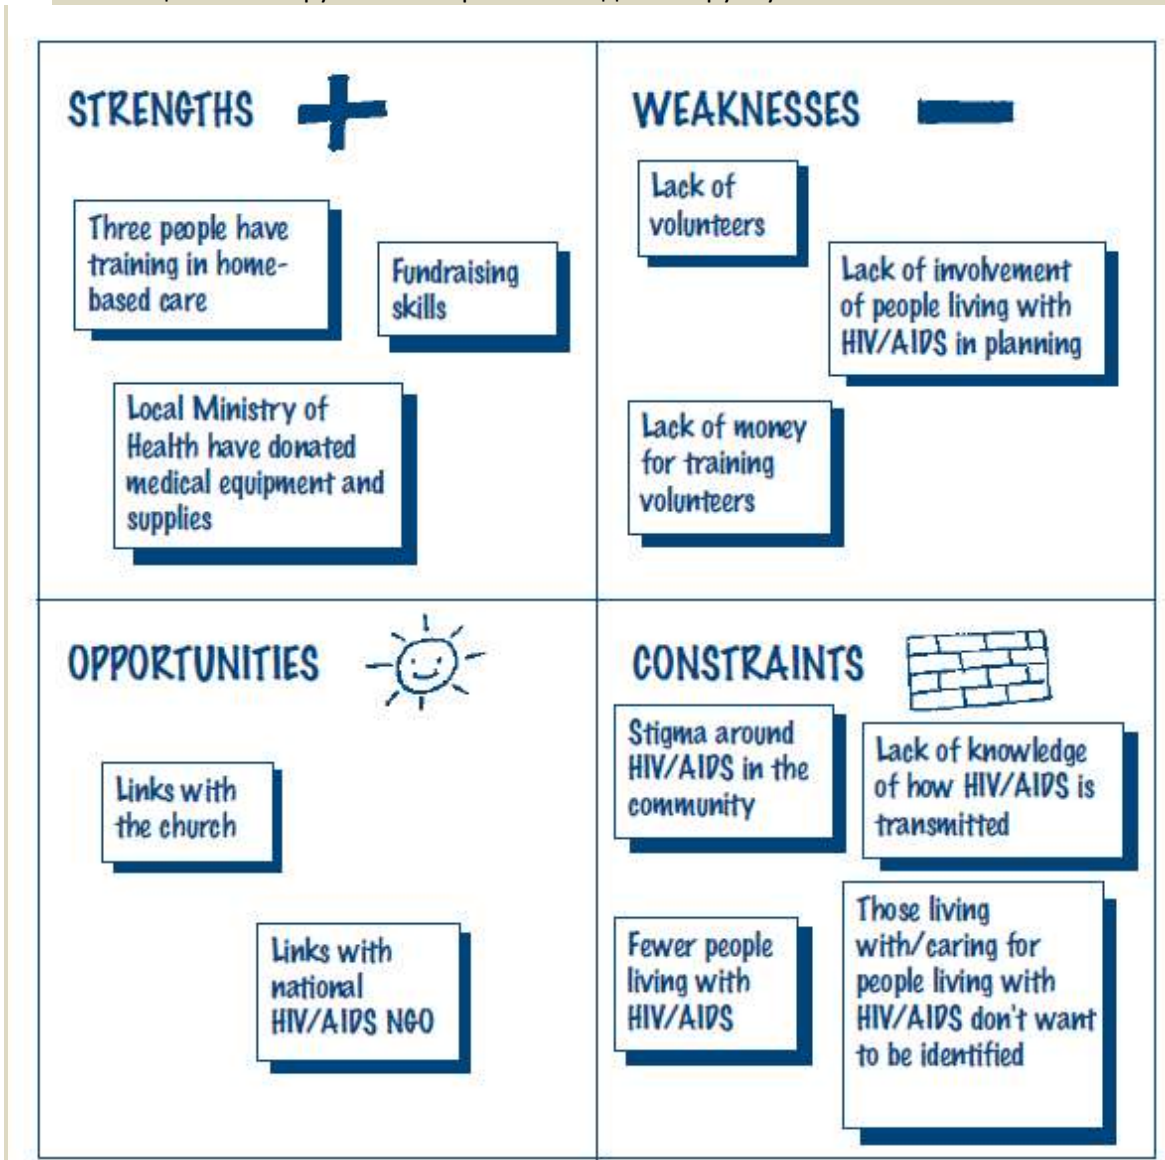 STRENGTHS
Three people have
training in home-
based care
Fundraising
skills
Local Ministry of
Health have donated
medical equipment and
supplies
WEAKNESSES
Lack of
volunteers
Lack of involvement
of people living with
HIV/AIDS in planning
Lack of money
for training
volunteers
OPPORTUNITIES
Links with
the church
Links with
national
HIV/AIDS NGO
CONSTRAINTS
Stigma around
HIV/AIDS in the
community
Lack of knowledge
of how HIV/AIDS is
transmitted
Fewer people
living with
HIV/AIDS
Those living
with/caring for
people living with
HIV/AIDS don't want
to be identified